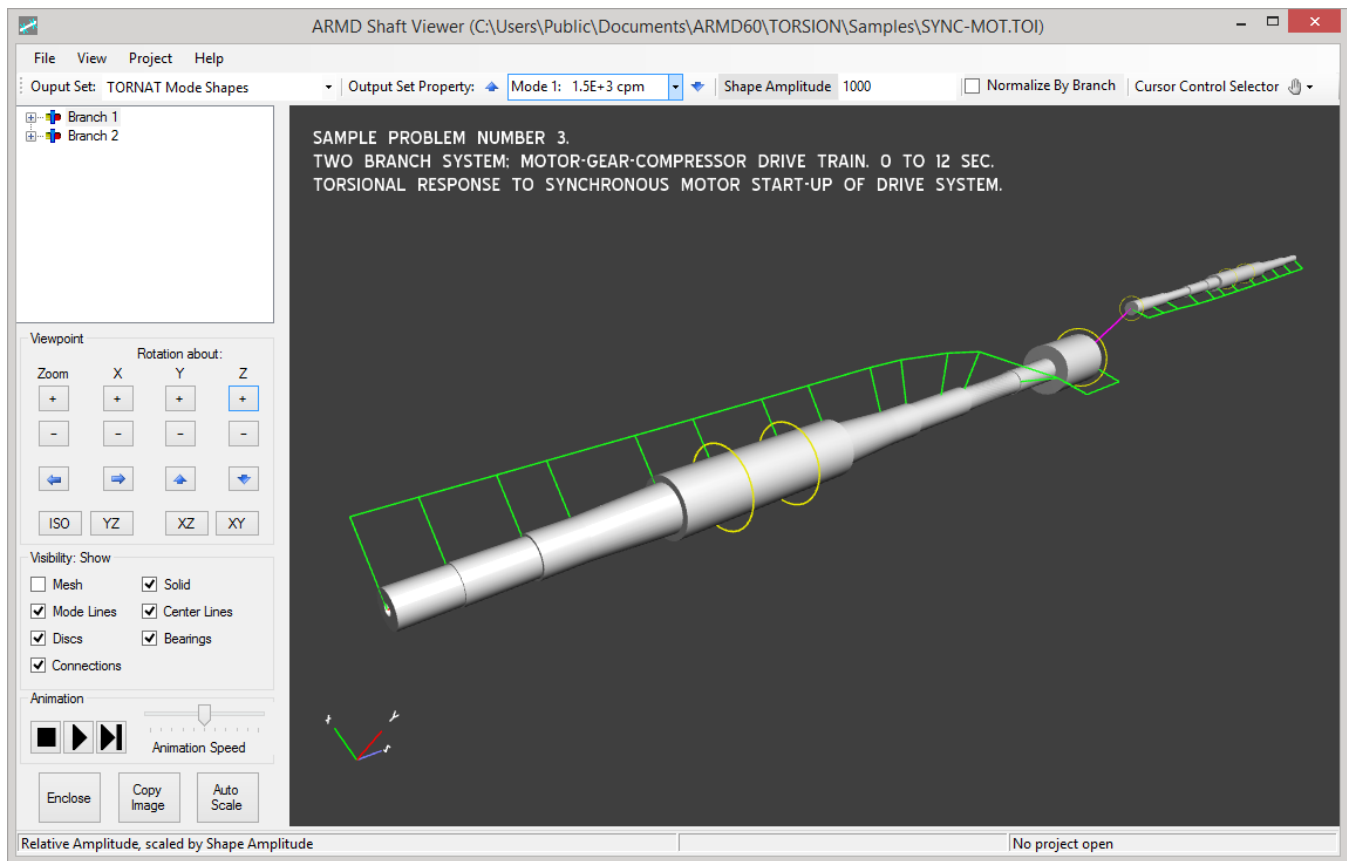 ARMD Shaft Viewer (C:\Users\Public\Documents\ARMD60\TORSION\Samples\SYNC-MOT.TOI)
File View Project Help
Ouput Set: TORNAT Mode Shapes Output Set Property: Mode 1: 1.5E+3 cpm Shape Amplitude 1000 Normalize By Branch Cursor Control Selector
Branch 1
Branch 2
SAMPLE PROBLEM NUMBER 3.
TWO BRANCH SYSTEM; MOTOR-GEAR-COMPRESSOR DRIVE TRAIN. 0 TO 12 SEC.
TORSIONAL RESPONSE TO SYNCHRONOUS MOTOR START-UP OF DRIVE SYSTEM.
Viewpoint
Rotation about:
Zoom X Y Z
+ + + +
- - - -
ISO YZ XZ XY
Visibility: Show
Mesh Solid
Mode Lines Center Lines
Discs Bearings
Connections
Animation
Animation Speed
Enclose Copy Image Auto Scale
X Y Z
Relative Amplitude, scaled by Shape Amplitude No project open